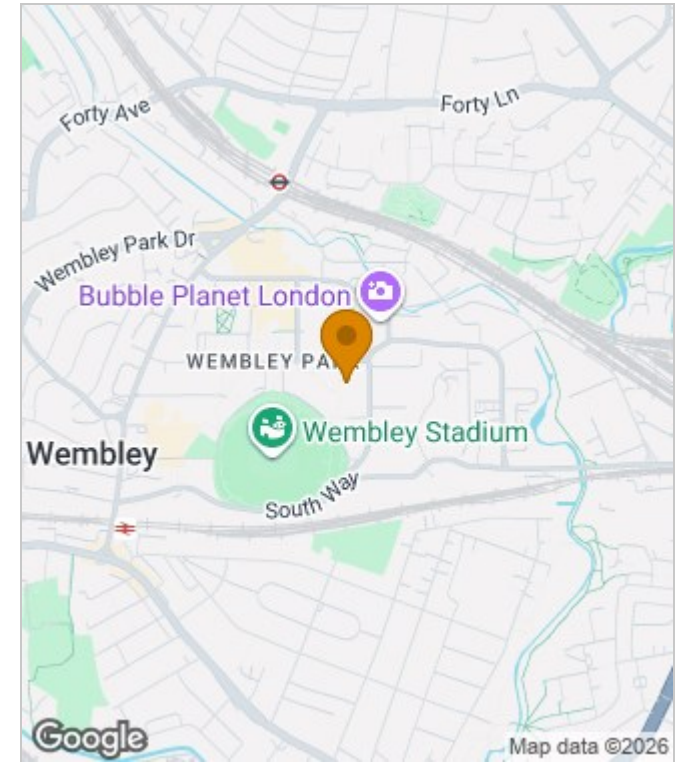 Forty Ave
Forty Ln
Wembley Park Dr
Bubble Planet London
WEMBLEY PA
Wembley Stadium
Wembley
South Way
Google
Map data ©2026